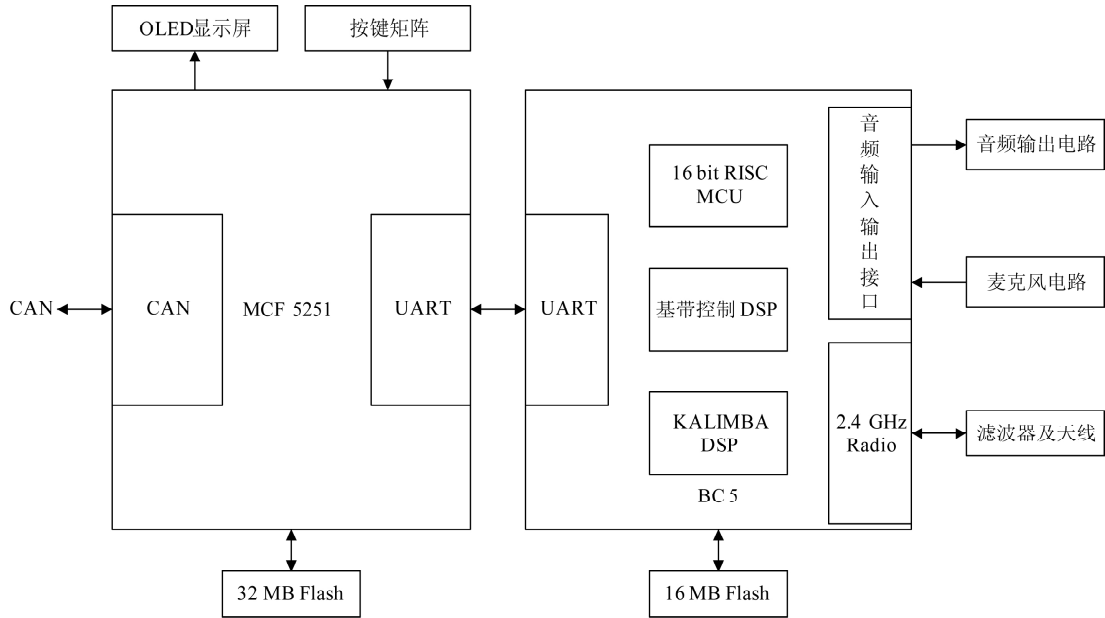 OLED显示屏
按键矩阵
CAN
CAN
MCF 5251
UART
UART
16 bit RISC
MCU
基带控制 DSP
KALIMBA
DSP
BC 5
音频输入输出接口
2.4 GHz
Radio
音频输出电路
麦克风电路
滤波器及天线
32 MB Flash
16 MB Flash